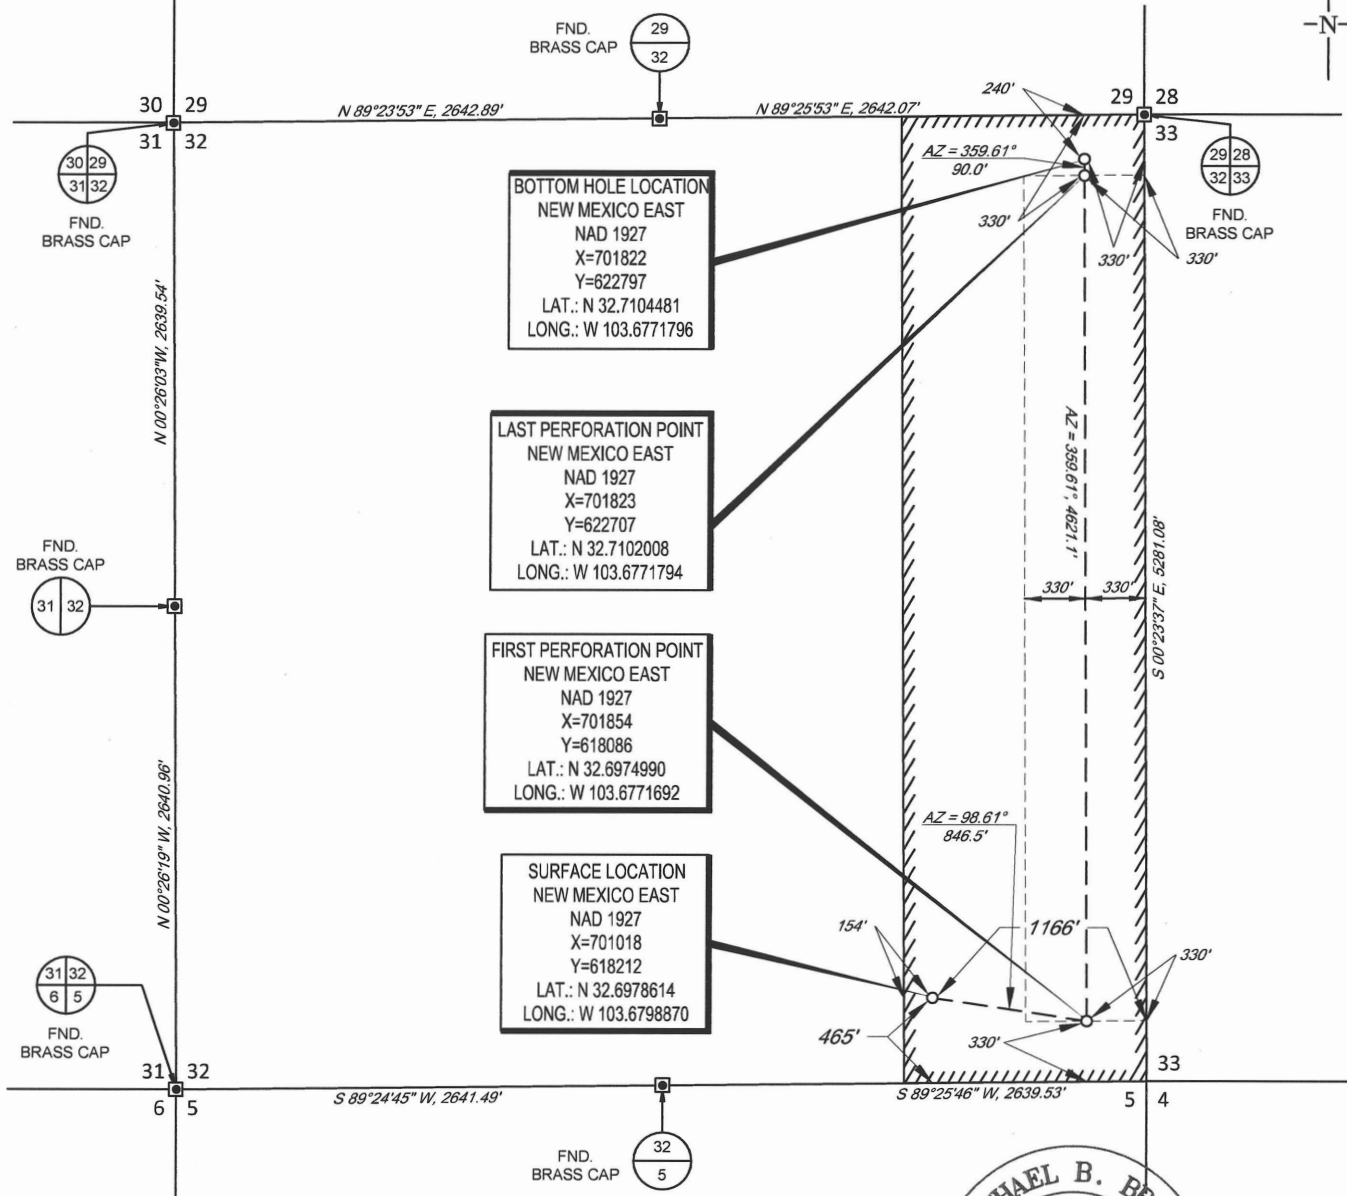 -N-
FND.
BRASS CAP
29
32
30 29
31 32
N 89°23'53" E, 2642.89'
N 89°25'53" E, 2642.07'
240'
29 28
33
30 29
31 32
FND.
BRASS CAP
29 28
32 33
FND.
BRASS CAP
AZ = 359.61°
90.0'
330'
330'
330'
BOTTOM HOLE LOCATION
NEW MEXICO EAST
NAD 1927
X=701822
Y=622797
LAT.: N 32.7104481
LONG.: W 103.6771796
N 00°26'03"W, 2639.54'
LAST PERFORATION POINT
NEW MEXICO EAST
NAD 1927
X=701823
Y=622707
LAT.: N 32.7102008
LONG.: W 103.6771794
AZ = 359.61°, 4621.1'
FND.
BRASS CAP
31 32
330'
330'
S 00°23'37" E, 5281.08'
FIRST PERFORATION POINT
NEW MEXICO EAST
NAD 1927
X=701854
Y=618086
LAT.: N 32.6974990
LONG.: W 103.6771692
N 00°26'19" W, 2640.96'
AZ = 98.61°
846.5'
SURFACE LOCATION
NEW MEXICO EAST
NAD 1927
X=701018
Y=618212
LAT.: N 32.6978614
LONG.: W 103.6798870
154'
1166'
330'
465'
330'
31 32
6 5
FND.
BRASS CAP
31 32
6 5
S 89°24'45" W, 2641.49'
S 89°25'46" W, 2639.53'
33
5 4
FND.
BRASS CAP
32
5
HAEL B. B